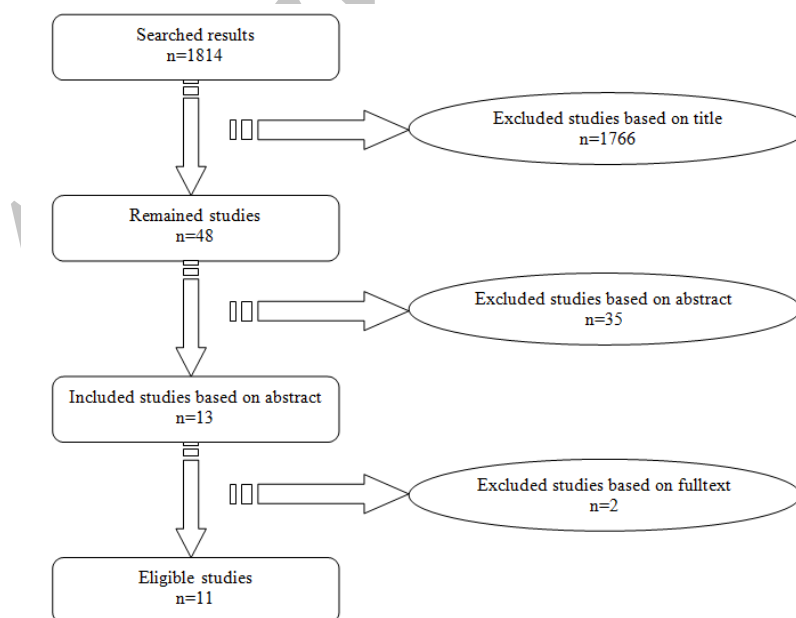 Searched results
n=1814
Excluded studies based on title
n=1766
Remained studies
n=48
Excluded studies based on abstract
n=35
Included studies based on abstract
n=13
Excluded studies based on fulltext
n=2
Eligible studies
n=11